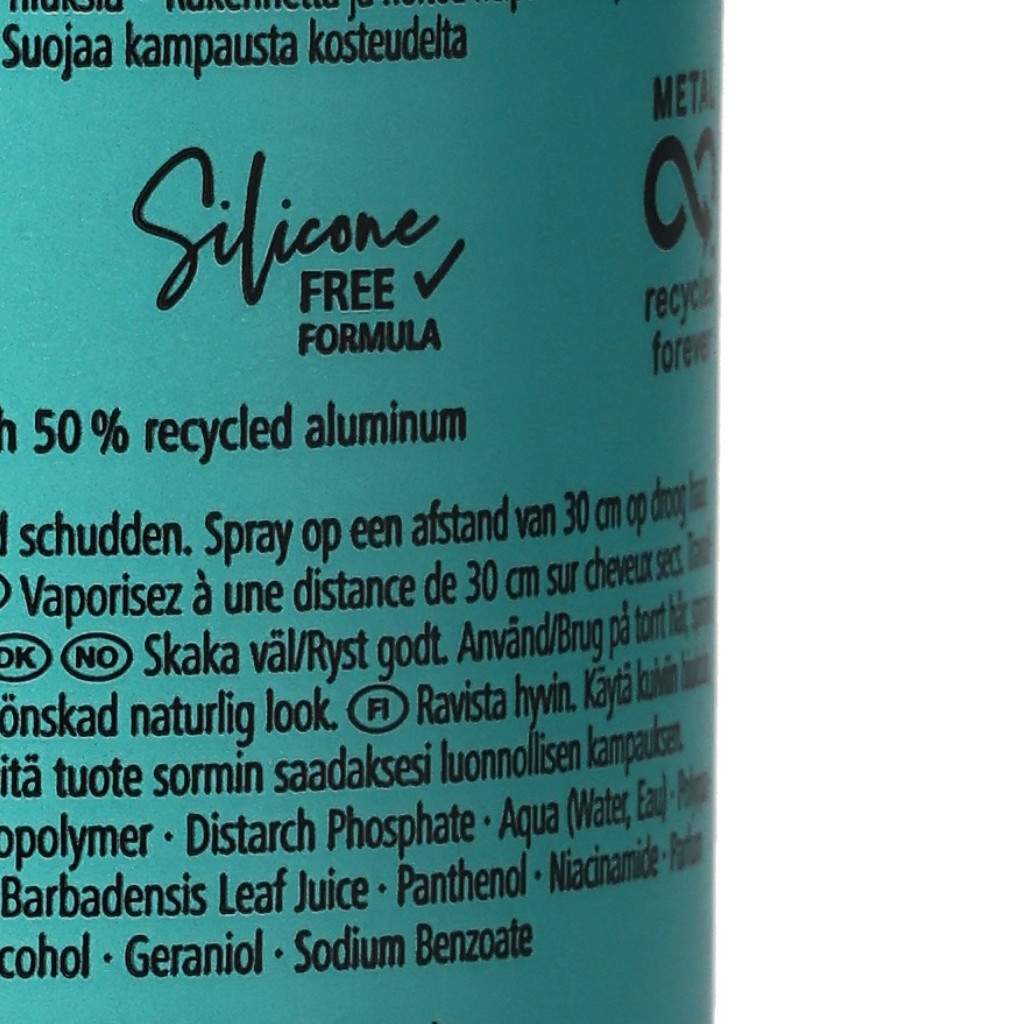 Suojaa kampausta kosteudelta
METAL
Silicone
FREE
FORMULA
recycles
forever
50 % recycled aluminum
schudden. Spray op een afstand van 30 cm op droog haar.
Vaporisez à une distance de 30 cm sur cheveux secs.
DK NO Skaka väl/Ryst godt. Använd/Brug på torrt hår,
önskad naturlig look. FI Ravista hyvin. Käytä kuiviin hiuksiin
tuote sormin saadaksesi luonnollisen kampauksen.
opolymer · Distarch Phosphate · Aqua (Water, Eau) ·
Barbadensis Leaf Juice · Panthenol · Niacinamide · Parfum
cohol · Geraniol · Sodium Benzoate